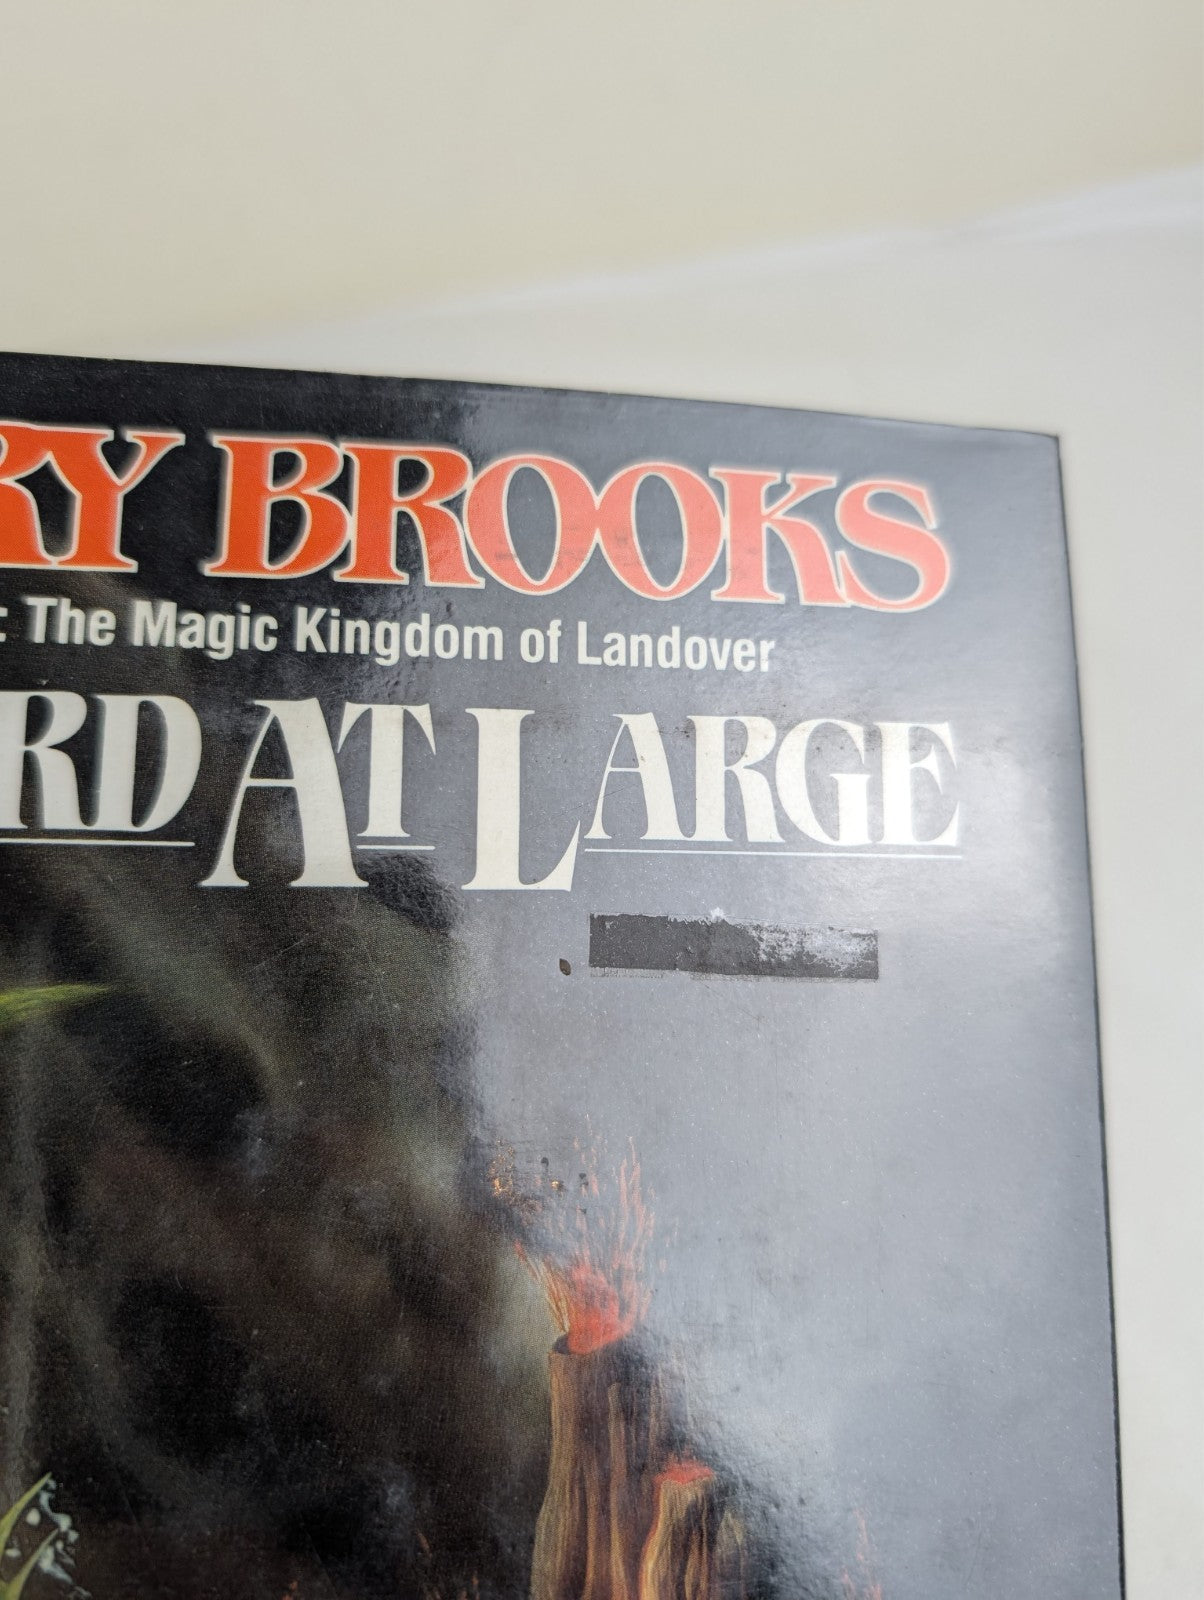 RY BROOKS
: The Magic Kingdom of Landover
RD AT LARGE